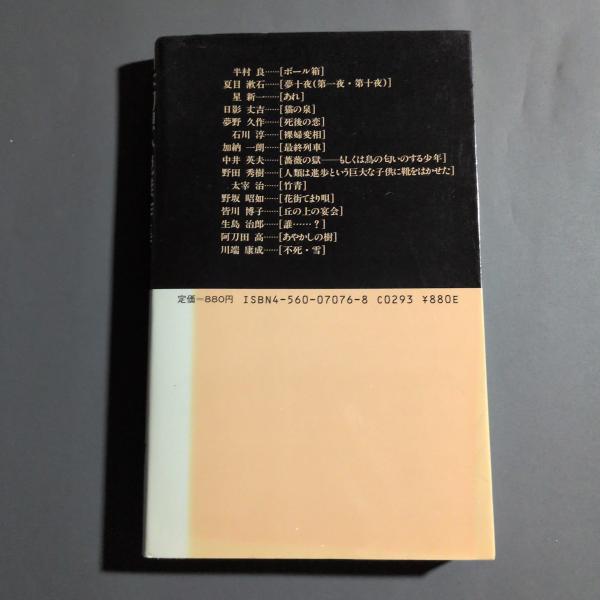 半村 良……[ボール箱]
夏目 漱石……[夢十夜(第一夜・第十夜)]
星 新一……[あれ]
日影 丈吉……[猫の泉]
夢野 久作……[死後の恋]
石川 淳……[裸婦変相]
加納 一朗……[最終列車]
中井 英夫……[薔薇の獄――もしくは鳥の匂いのする少年]
野田 秀樹……[人類は進歩という巨大な子供に靴をはかせた]
太宰 治……[竹青]
野坂 昭如……[花街てまり唄]
皆川 博子……[丘の上の宴会]
生島 治郎……[誰……?]
阿刀田 高……[あやかしの樹]
川端 康成……[不死・雪]
定価=880円 ISBN4-560-07076-8 C0293 ¥880E